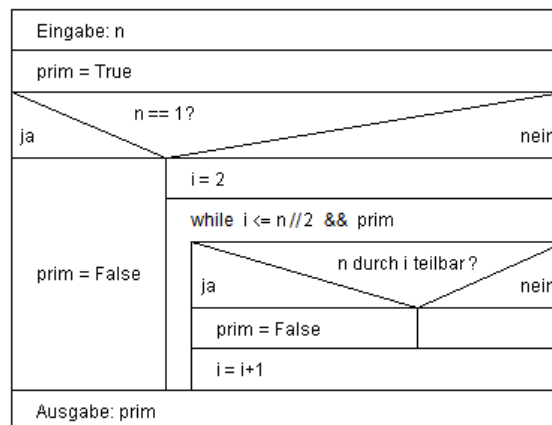 Eingabe: n
prim = True
n == 1?
ja
nein
i = 2
while i <= n//2 && prim
prim = False
n durch i teilbar ?
ja
nein
prim = False
i = i+1
Ausgabe: prim